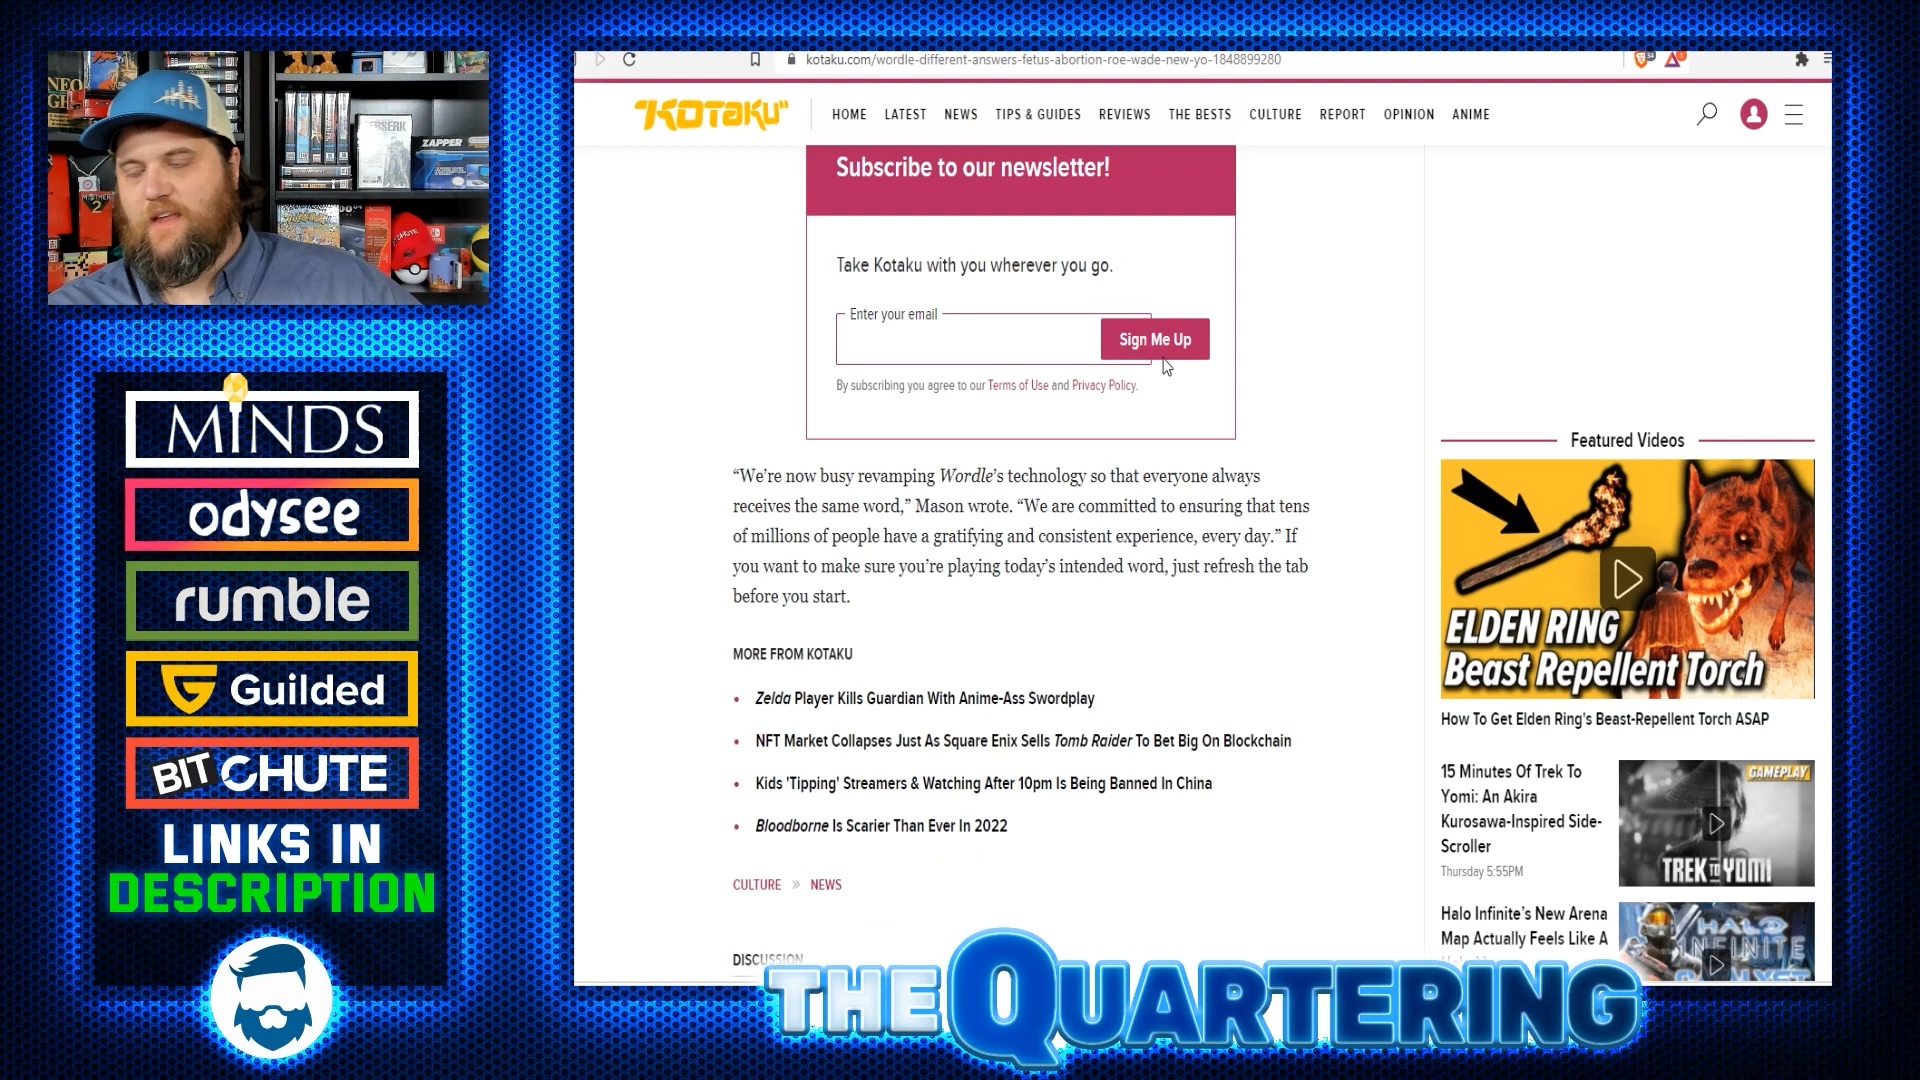 NEO
GE
MOTHER
2
BERSERK
ZAPPER
CHUTE
MINDS
odysee
rumble
Guilded
BITCHUTE
LINKS IN
DESCRIPTION
kotaku.com/wordle-different-answers-fetus-abortion-roe-wade-new-yo-1848899280
"KOTAKU"
HOME LATEST NEWS TIPS & GUIDES REVIEWS THE BESTS CULTURE REPORT OPINION ANIME
Subscribe to our newsletter!
Take Kotaku with you wherever you go.
Enter your email
Sign Me Up
By subscribing you agree to our Terms of Use and Privacy Policy.
“We’re now busy revamping Wordle’s technology so that everyone always
receives the same word,” Mason wrote. “We are committed to ensuring that tens
of millions of people have a gratifying and consistent experience, every day.” If
you want to make sure you’re playing today’s intended word, just refresh the tab
before you start.
MORE FROM KOTAKU
• Zelda Player Kills Guardian With Anime-Ass Swordplay
• NFT Market Collapses Just As Square Enix Sells Tomb Raider To Bet Big On Blockchain
• Kids 'Tipping' Streamers & Watching After 10pm Is Being Banned In China
• Bloodborne Is Scarier Than Ever In 2022
CULTURE » NEWS
DISCUSSION
Featured Videos
ELDEN RING
Beast Repellent Torch
How To Get Elden Ring's Beast-Repellent Torch ASAP
15 Minutes Of Trek To
Yomi: An Akira
Kurosawa-Inspired Side-
Scroller
Thursday 5:55PM
GAMEPLAY
TREK TO YOMI
Halo Infinite’s New Arena
Map Actually Feels Like A
HALO
INFINITE
THE QUARTERING